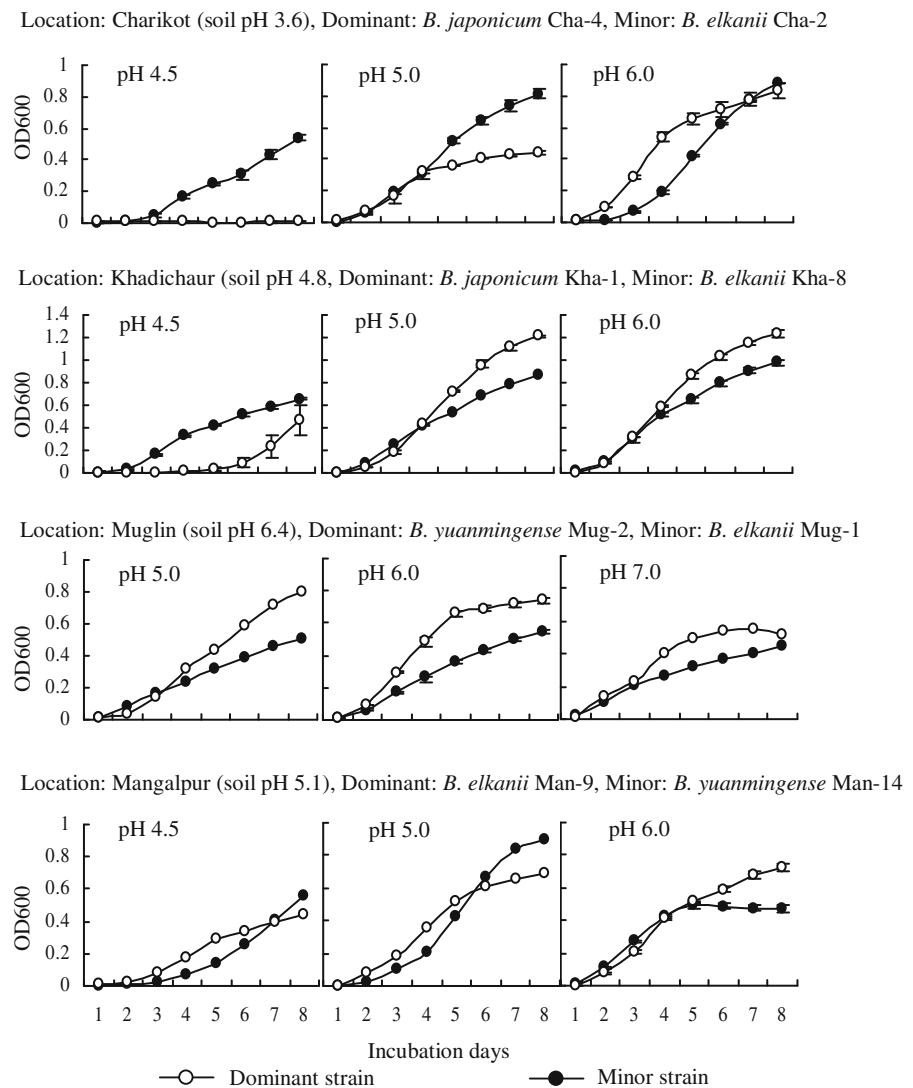 Location: Charikot (soil pH 3.6), Dominant: B. japonicum Cha-4, Minor: B. elkanii Cha-2
pH 4.5
pH 5.0
pH 6.0
1
0.8
0.6
0.4
0.2
0
OD600
Location: Khadichaur (soil pH 4.8, Dominant: B. japonicum Kha-1, Minor: B. elkanii Kha-8
pH 4.5
pH 5.0
pH 6.0
1.4
1.2
1
0.8
0.6
0.4
0.2
0
OD600
Location: Muglin (soil pH 6.4), Dominant: B. yuanmingense Mug-2, Minor: B. elkanii Mug-1
pH 5.0
pH 6.0
pH 7.0
1
0.8
0.6
0.4
0.2
0
OD600
Location: Mangalpur (soil pH 5.1), Dominant: B. elkanii Man-9, Minor: B. yuanmingense Man-14
pH 4.5
pH 5.0
pH 6.0
1
0.8
0.6
0.4
0.2
0
OD600
1 2 3 4 5 6 7 8 1 2 3 4 5 6 7 8 1 2 3 4 5 6 7 8
Incubation days
Dominant strain Minor strain